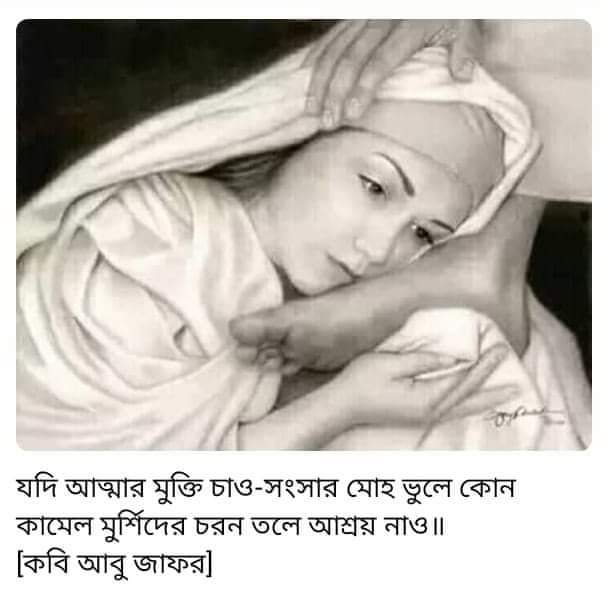 যদি আত্মার মুক্তি চাও-সংসার মোহ ভুলে কোন
কামেল মুর্শিদের চরন তলে আশ্রয় নাও॥
[কবি আবু জাফর]